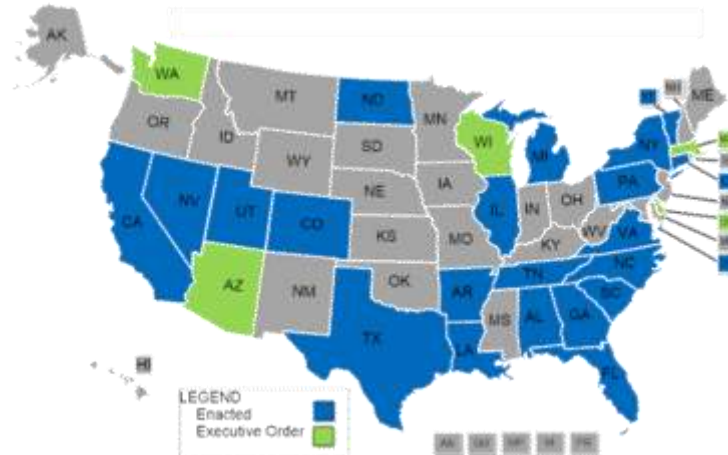 AK
WA
MT
ND
MN
ME
OR
ID
WY
SD
WI
MI
NY
NV
UT
CO
NE
IA
IL
IN
OH
PA
CA
KS
MO
KY
WV
VA
AZ
NM
OK
AR
TN
NC
SC
TX
LA
MS
AL
GA
FL
HI
LEGEND
Enacted
Executive Order
PR